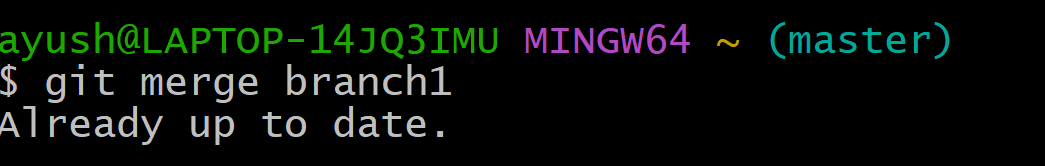 ayush@LAPTOP-14JQ3IMU MINGW64 ~ (master)
$ git merge branch1
Already up to date.